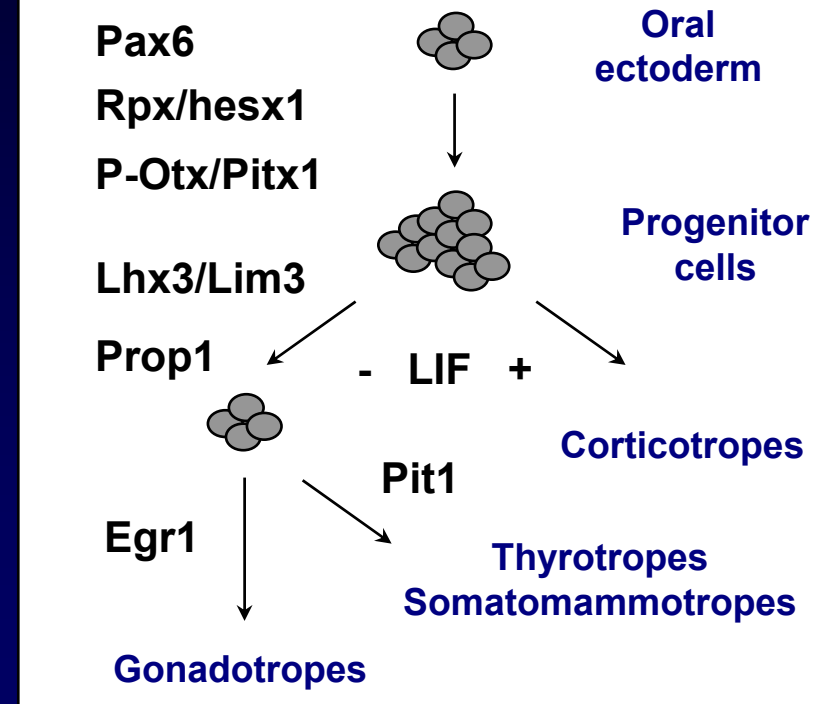 Pax6
Oral
ectoderm
Rpx/hesx1
P-Otx/Pitx1
Progenitor
cells
Lhx3/Lim3
Prop1
- LIF +
Corticotropes
Pit1
Egr1
Thyrotropes
Somatomammotropes
Gonadotropes